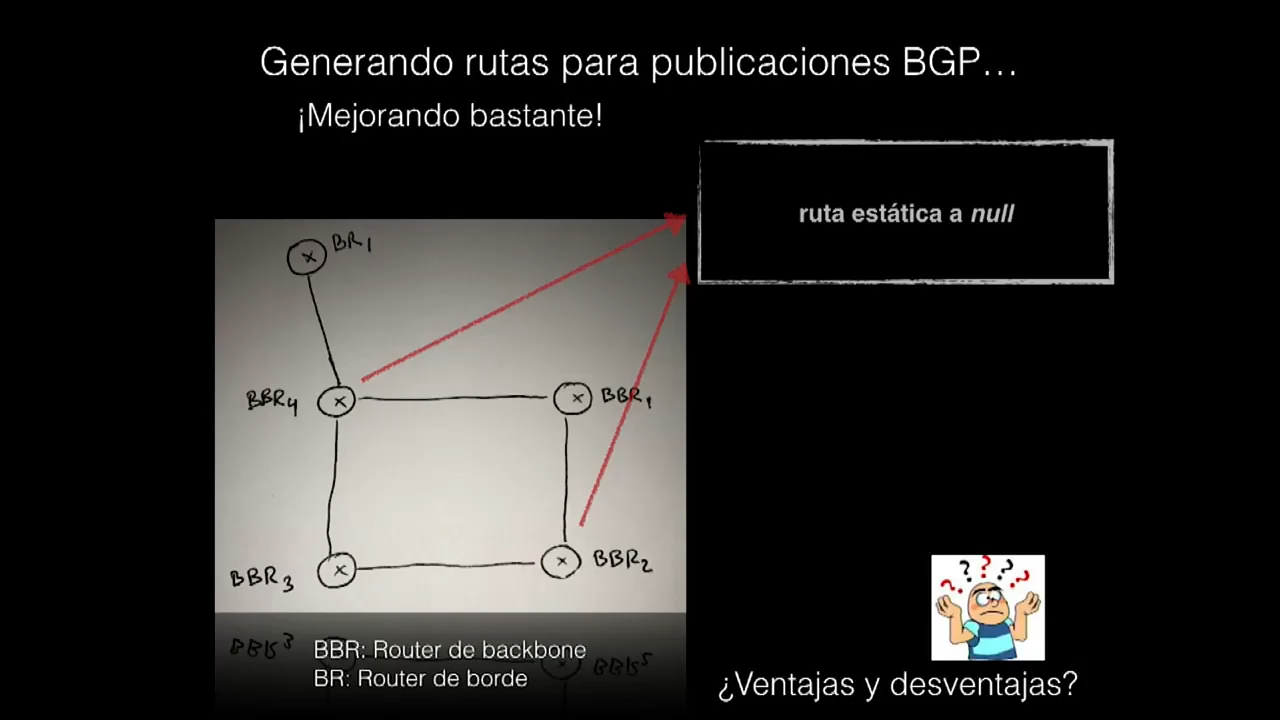 Generando rutas para publicaciones BGP...
¡Mejorando bastante!
ruta estática a null
BR1
BBR4
BBR1
BBR3
BBR2
BBR: Router de backbone
BR: Router de borde
¿Ventajas y desventajas?